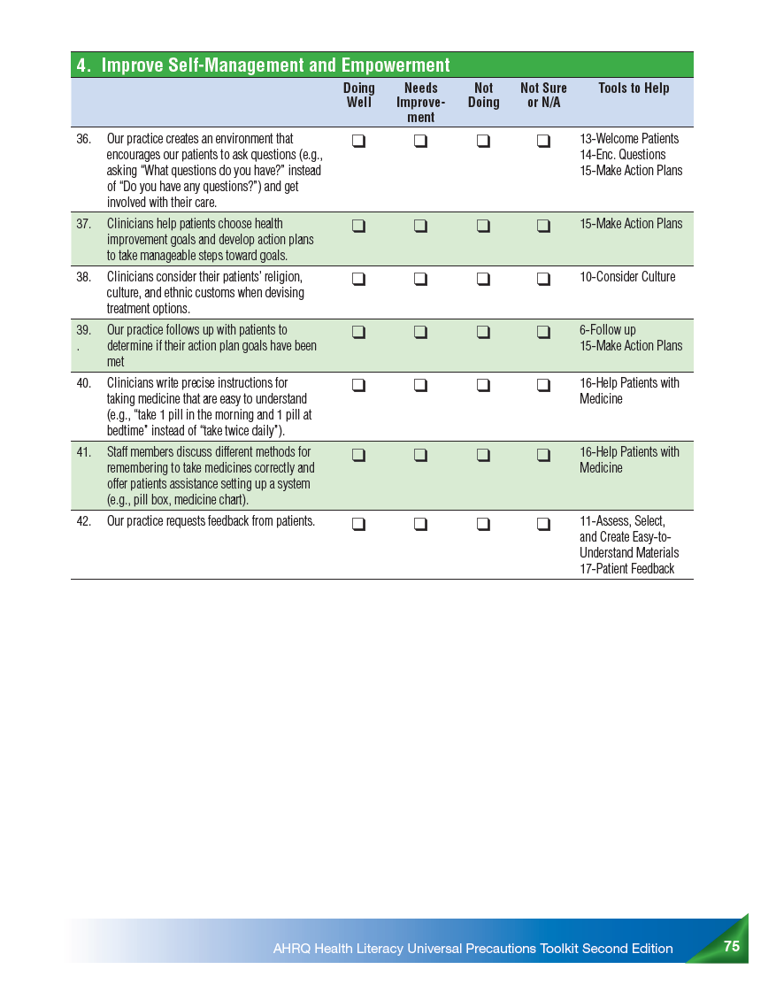 4. Improve Self-Management and Empowerment
Doing Well
Needs Improve-ment
Not Doing
Not Sure or N/A
Tools to Help
36. Our practice creates an environment that
encourages our patients to ask questions (e.g.,
asking “What questions do you have?” instead
of “Do you have any questions?”) and get
involved with their care.
❏ ❏ ❏ ❏
13-Welcome Patients
14-Enc. Questions
15-Make Action Plans
37. Clinicians help patients choose health
improvement goals and develop action plans
to take manageable steps toward goals.
❏ ❏ ❏ ❏
15-Make Action Plans
38. Clinicians consider their patients’ religion,
culture, and ethnic customs when devising
treatment options.
❏ ❏ ❏ ❏
10-Consider Culture
39. Our practice follows up with patients to
. determine if their action plan goals have been
met
❏ ❏ ❏ ❏
6-Follow up
15-Make Action Plans
40. Clinicians write precise instructions for
taking medicine that are easy to understand
(e.g., “take 1 pill in the morning and 1 pill at
bedtime” instead of “take twice daily”).
❏ ❏ ❏ ❏
16-Help Patients with
Medicine
41. Staff members discuss different methods for
remembering to take medicines correctly and
offer patients assistance setting up a system
(e.g., pill box, medicine chart).
❏ ❏ ❏ ❏
16-Help Patients with
Medicine
42. Our practice requests feedback from patients.
❏ ❏ ❏ ❏
11-Assess, Select,
and Create Easy-to-
Understand Materials
17-Patient Feedback
AHRQ Health Literacy Universal Precautions Toolkit Second Edition
75